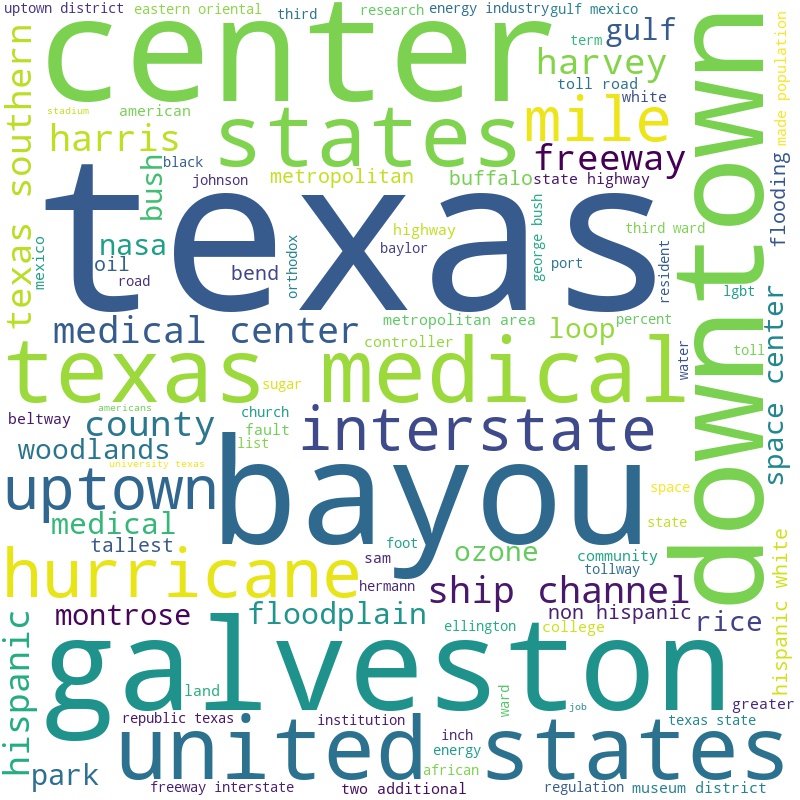 uptown district
eastern oriental
third
research
energy industry
gulf mexico
center
term
gulf
harvey
toll road
white
downtown
made population
texas southern
stadium
american
harris
states
mile
freeway
flooding
black
bush
johnson
metropolitan
buffalo
state highway
texas
mexico
nasa
oil
road
bend
orthodox
highway
baylor
george bush
port
third ward
resident
lgbt
space center
medical center
metropolitan area
loop
percent
controller
water
toll
texas medical
sugar
americans
beltway
county
church
fault
list
interstate
woodlands
university texas
uptown
bayou
space
state
medical
tallest
foot
sam
ozone
community
tollway
hurricane
hermann
ship channel
montrose
floodplain
non hispanic
rice
hispanic white
hispanic
ellington
college
galveston
land
ward
job
greater
republic texas
institution
texas state
united states
inch
energy
african
park
freeway interstate
two additional
regulation
museum district